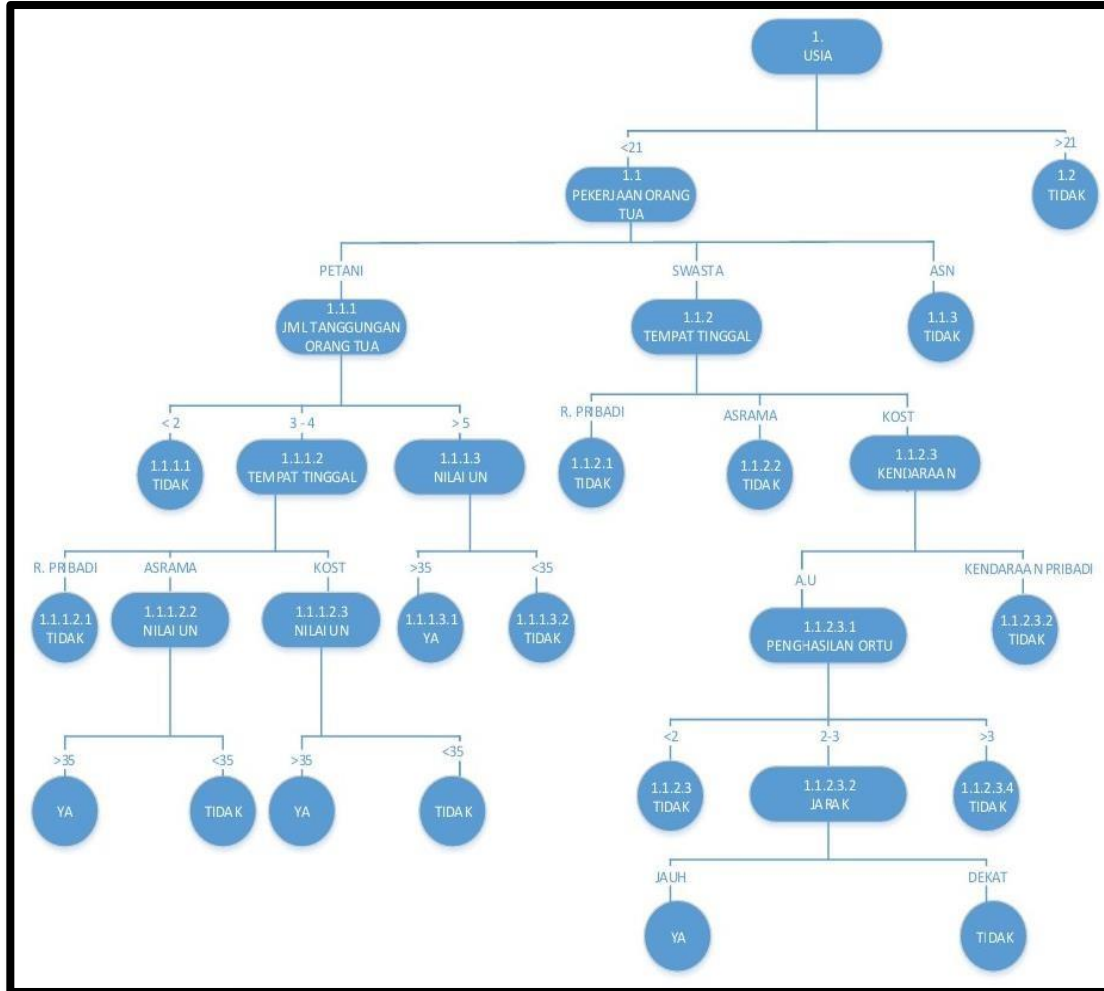 1.
USIA
<21
>21
1.1
PEKERJAAN ORANG
TUA
1.2
TIDAK
PETANI
SWASTA
ASN
1.1.1
JML TANGGUNGAN
ORANG TUA
1.1.2
TEMPAT TINGGAL
1.1.3
TIDAK
< 2
3 - 4
> 5
R. PRIBADI
ASRAMA
KOST
1.1.1.1
TIDAK
1.1.1.2
TEMPAT TINGGAL
1.1.1.3
NILAI UN
1.1.2.1
TIDAK
1.1.2.2
TIDAK
1.1.2.3
KENDARAAN
R. PRIBADI
ASRAMA
KOST
>35
<35
A.U
KENDARAAN PRIBADI
1.1.1.2.1
TIDAK
1.1.1.2.2
NILAI UN
1.1.1.2.3
NILAI UN
1.1.1.3.1
YA
1.1.1.3.2
TIDAK
1.1.2.3.1
PENGHASILAN ORTU
1.1.2.3.2
TIDAK
>35
<35
>35
<35
<2
2-3
>3
YA
TIDAK
YA
TIDAK
1.1.2.3
TIDAK
1.1.2.3.2
JARAK
1.1.2.3.4
TIDAK
JAUH
DEKAT
YA
TIDAK